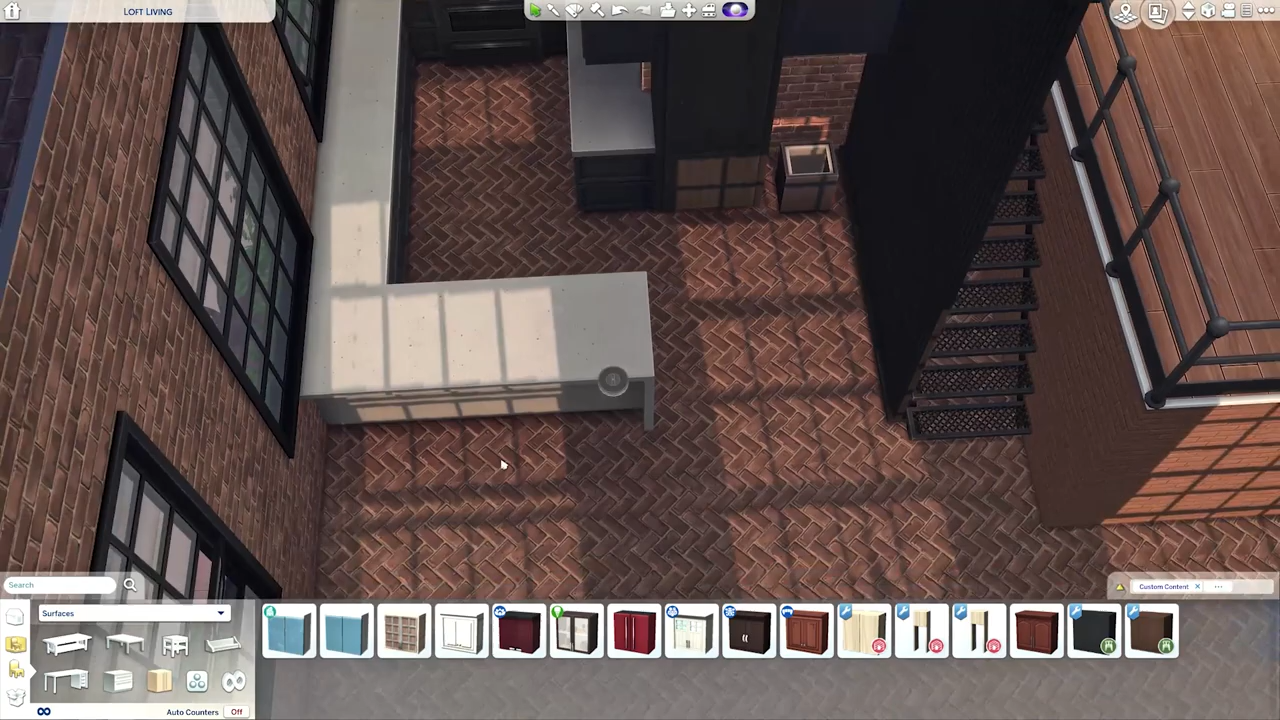 LOFT LIVING
Search
Custom Content
Surfaces
Auto Counters
Off